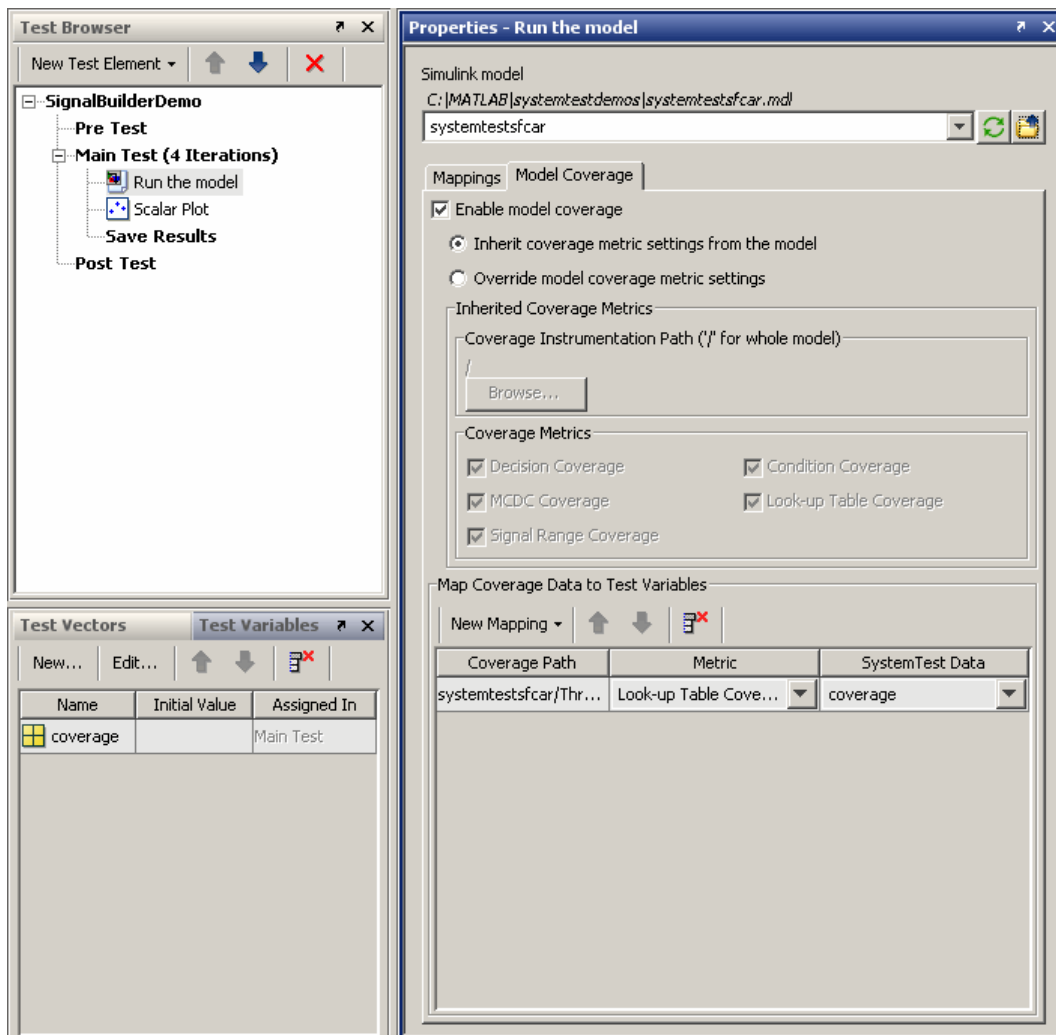 Test Browser
New Test Element
SignalBuilderDemo
Pre Test
Main Test (4 Iterations)
Run the model
Scalar Plot
Save Results
Post Test
Test Vectors
Test Variables
New...
Edit...
Name
Initial Value
Assigned In
coverage
Main Test
Properties - Run the model
Simulink model
C:|MATLAB|systemtestdemos|systemtestsfcar.mdl
systemtestsfcar
Mappings
Model Coverage
Enable model coverage
Inherit coverage metric settings from the model
Override model coverage metric settings
Inherited Coverage Metrics
Coverage Instrumentation Path ('/' for whole model)
/
Browse...
Coverage Metrics
Decision Coverage
Condition Coverage
MCDC Coverage
Look-up Table Coverage
Signal Range Coverage
Map Coverage Data to Test Variables
New Mapping
Coverage Path
Metric
SystemTest Data
systemtestsfcar/Thr...
Look-up Table Cove...
coverage